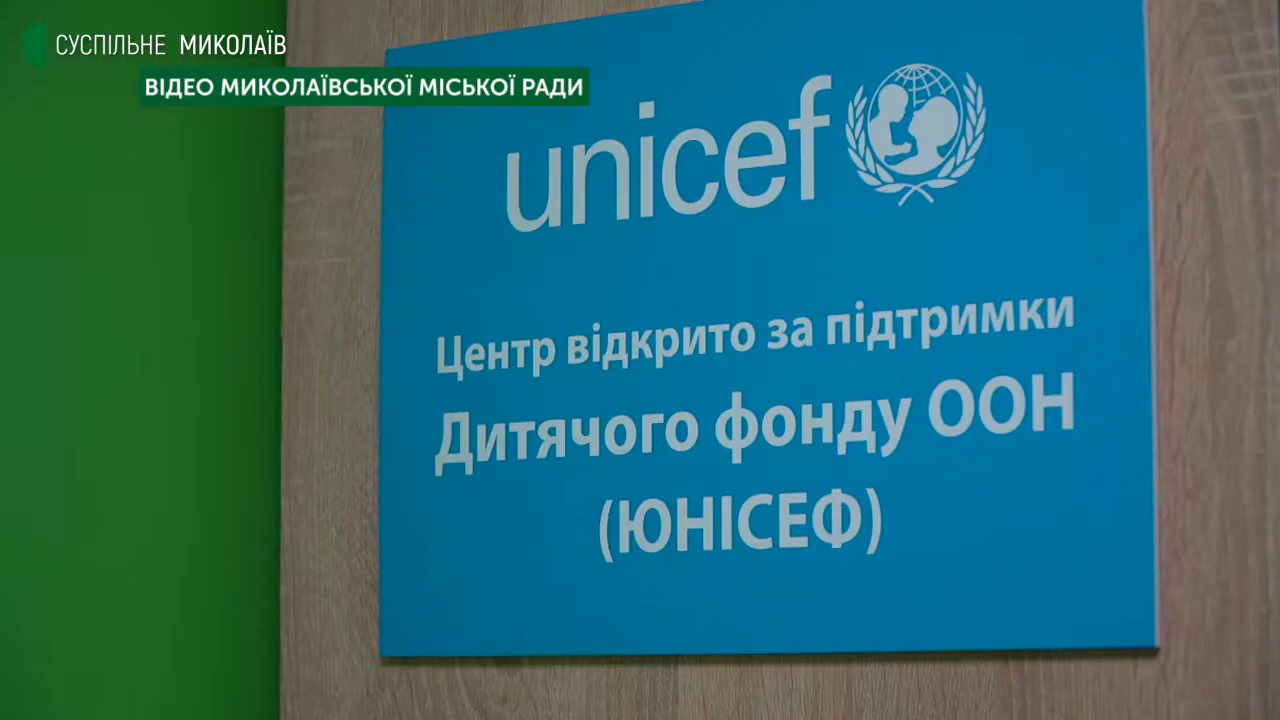 СУСПІЛЬНЕ МИКОЛАЇВ
ВІДЕО МИКОЛАЇВСЬКОЇ МІСЬКОЇ РАДИ
unicef
Центр відкрито за підтримки
Дитячого фонду ООН
(ЮНІСЕФ)